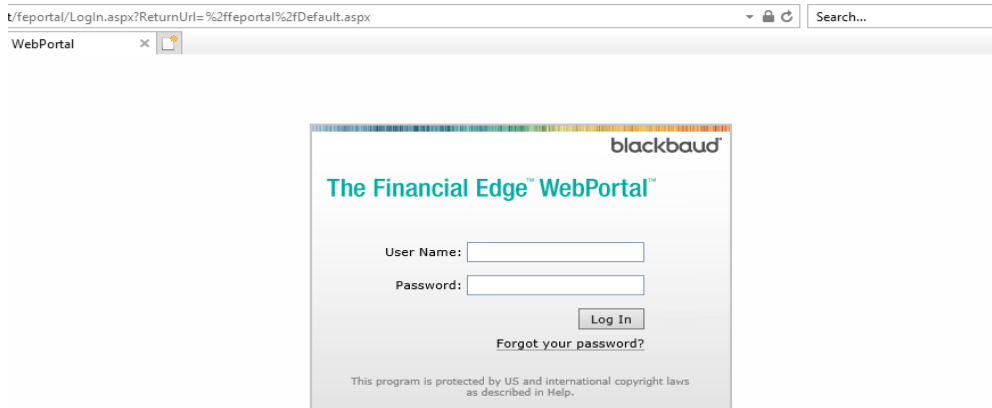 t/feportal/LogIn.aspx?ReturnUrl=%2ffeportal%2fDefault.aspx
Search...
WebPortal
blackbaud
The Financial Edge™ WebPortal™
User Name:
Password:
Log In
Forgot your password?
This program is protected by US and international copyright laws
as described in Help.